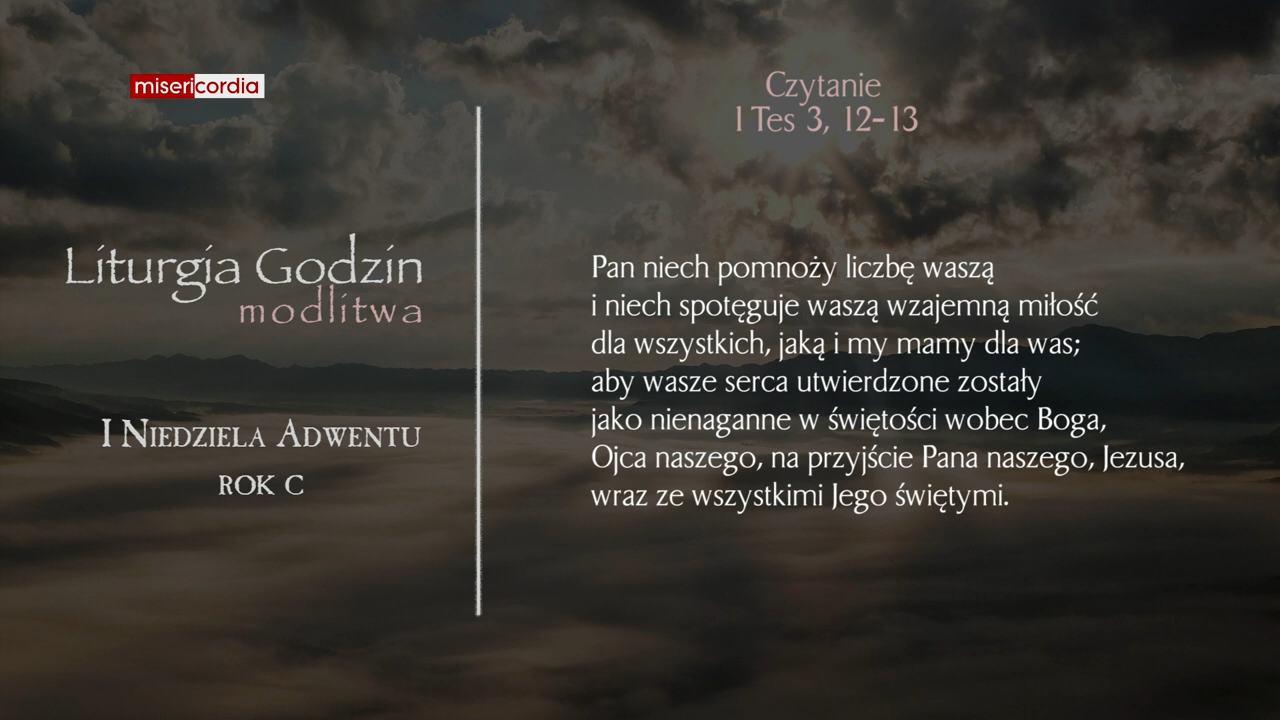 misericordia
Liturgia Godzin
modlitwa
I Niedziela Adwentu
rok C
Czytanie
1 Tes 3, 12-13
Pan niech pomnoży liczbę waszą
i niech spotęguje waszą wzajemną miłość
dla wszystkich, jaką i my mamy dla was;
aby wasze serca utwierdzone zostały
jako nienaganne w świętości wobec Boga,
Ojca naszego, na przyjście Pana naszego, Jezusa,
wraz ze wszystkimi Jego świętymi.